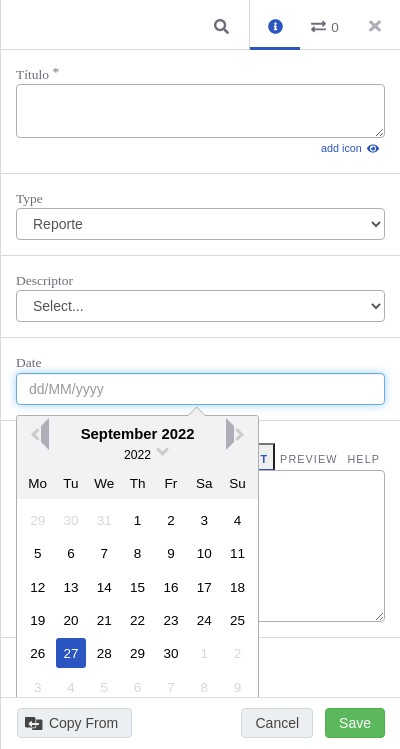 0
Título *
add icon
Type
Reporte
Descriptor
Select...
Date
dd/MM/yyyy
September 2022
2022
T PREVIEW HELP
Mo Tu We Th Fr Sa Su
29 30 31 1 2 3 4
5 6 7 8 9 10 11
12 13 14 15 16 17 18
19 20 21 22 23 24 25
26 27 28 29 30 1 2
3 4 5 6 7 8 9
Copy From Cancel Save